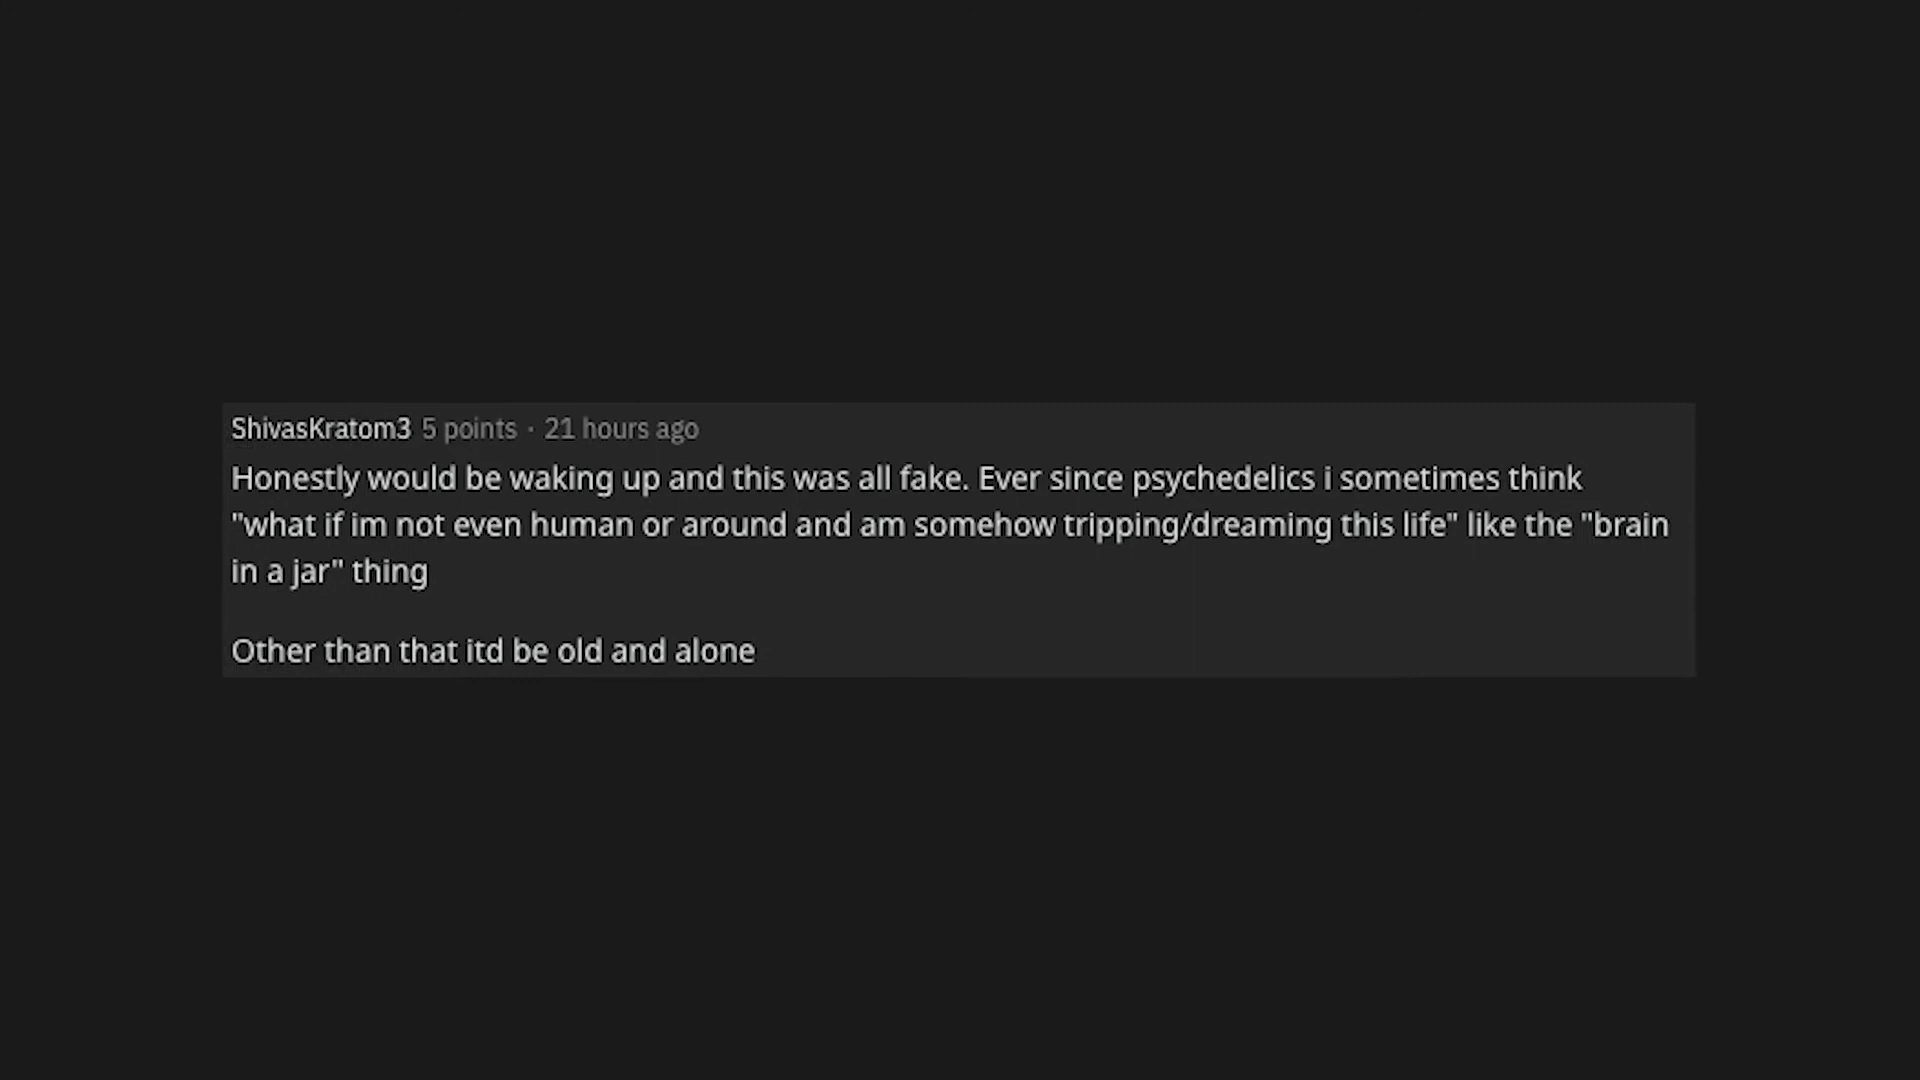 ShivasKratom3 5 points · 21 hours ago
Honestly would be waking up and this was all fake. Ever since psychedelics i sometimes think
"what if im not even human or around and am somehow tripping/dreaming this life" like the "brain
in a jar" thing
Other than that itd be old and alone